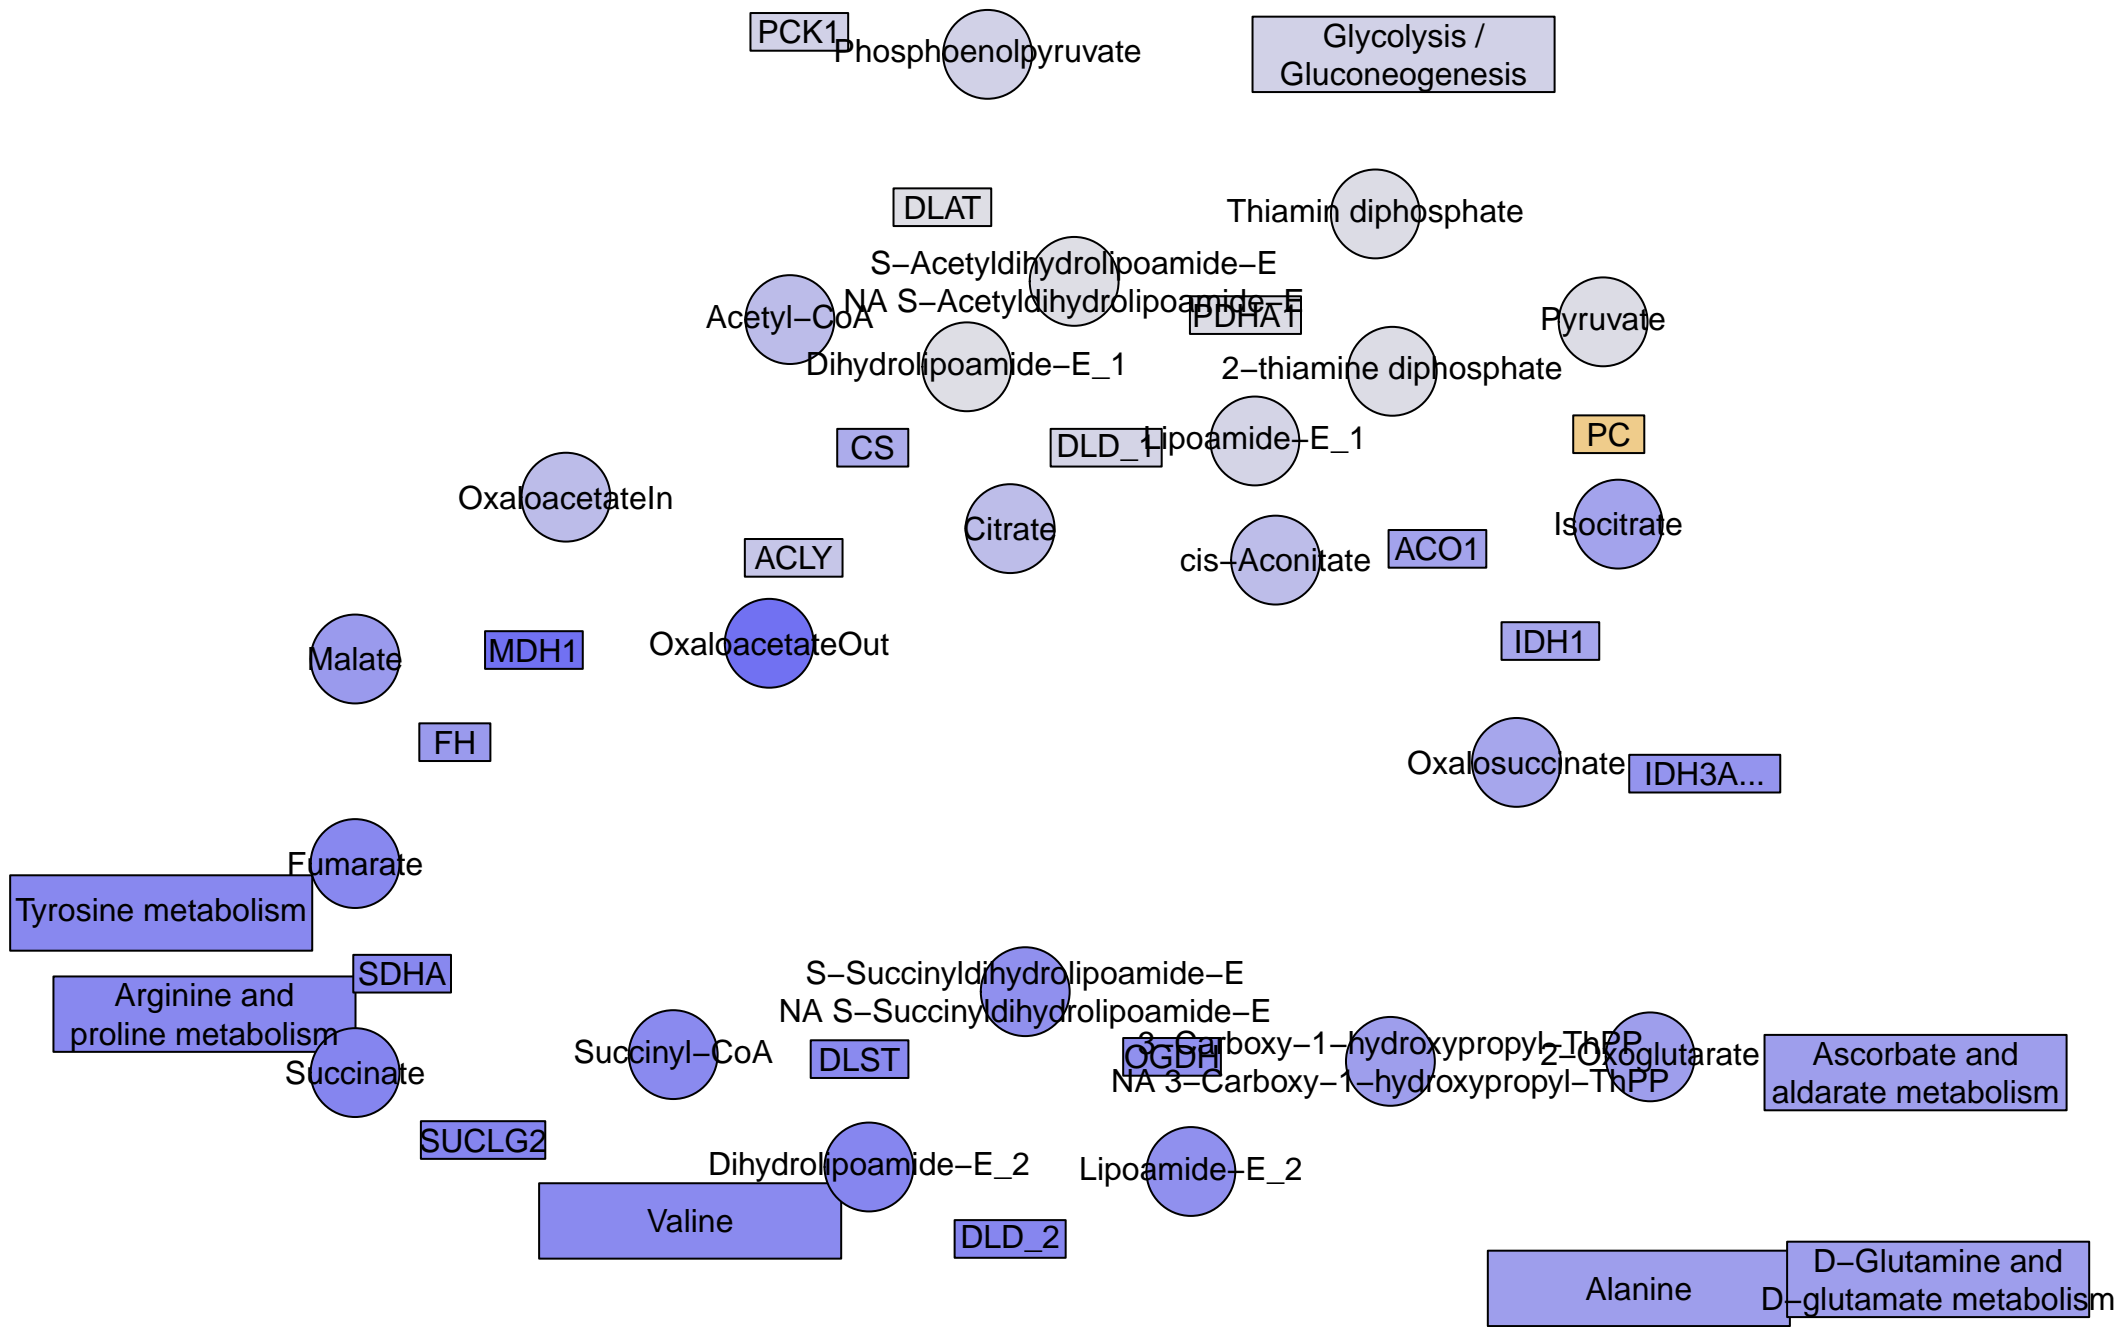 PCK1
Phosphoenolpyruvate
Glycolysis /
Gluconeogenesis
DLAT
Thiamin diphosphate
S−Acetyldihydrolipoamide−E
NA S−Acetyldihydrolipoamide−E
Acetyl−CoA
PDHA1
Pyruvate
Dihydrolipoamide−E_1
2−thiamine diphosphate
CS
DLD_1
Lipoamide−E_1
PC
OxaloacetateIn
Citrate
Isocitrate
ACLY
cis−Aconitate
ACO1
Malate
MDH1
OxaloacetateOut
IDH1
FH
Oxalosuccinate
IDH3A...
Fumarate
Tyrosine metabolism
SDHA
Arginine and
proline metabolism
Succinate
S−Succinyldihydrolipoamide−E
NA S−Succinyldihydrolipoamide−E
Succinyl−CoA
DLST
OGDH
3−Carboxy−1−hydroxypropyl−ThPP
NA 3−Carboxy−1−hydroxypropyl−ThPP
2−Oxoglutarate
Ascorbate and
aldarate metabolism
SUCLG2
Dihydrolipoamide−E_2
Lipoamide−E_2
Valine
DLD_2
Alanine
D−Glutamine and
D−glutamate metabolism